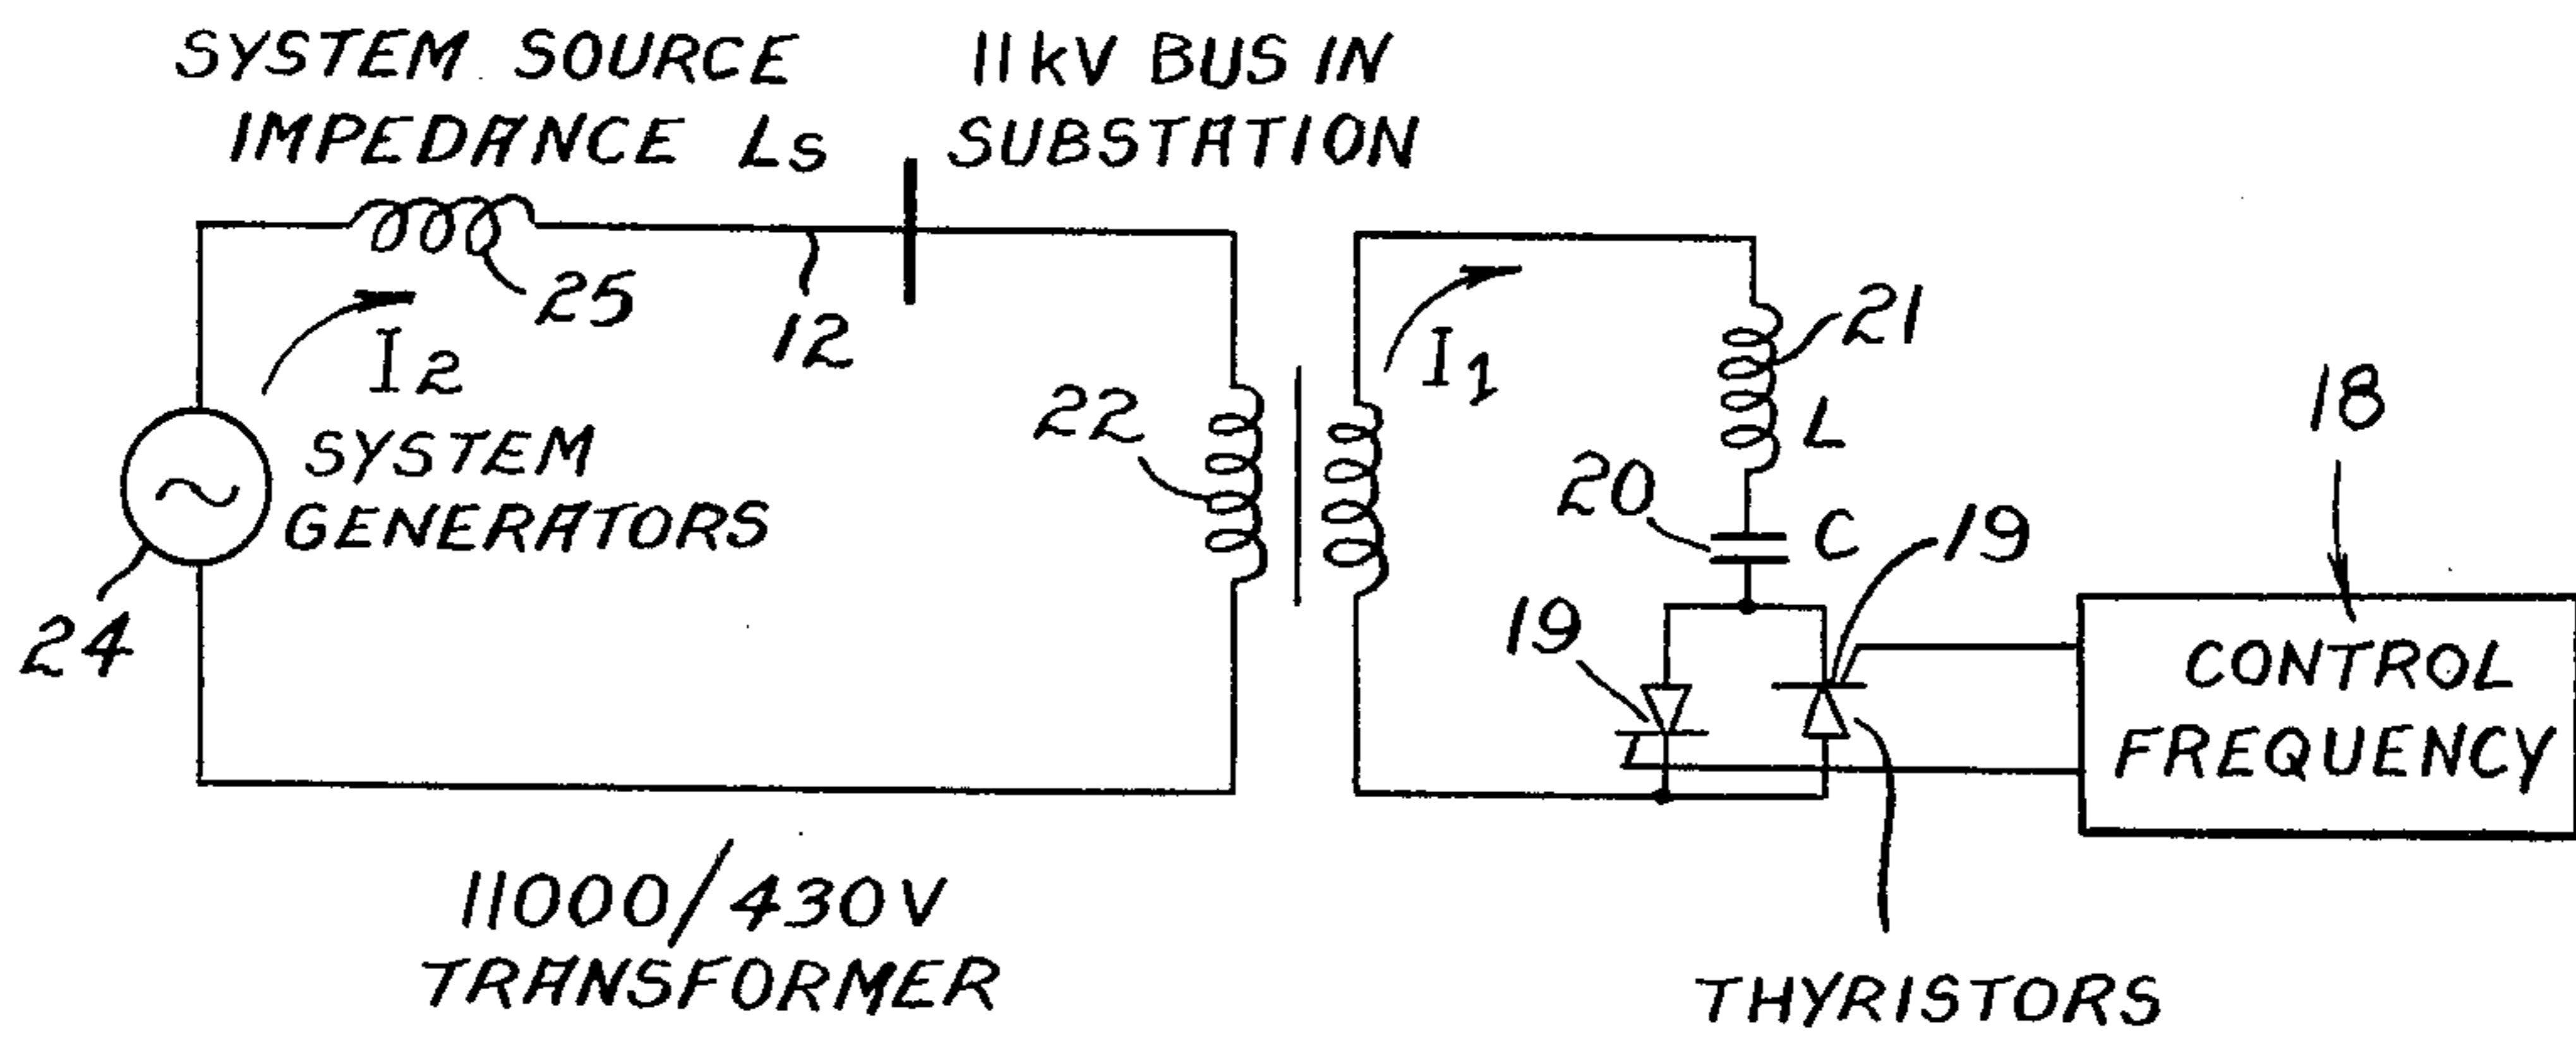 SYSTEM SOURCE
IMPEDANCE Ls
11kV BUS IN
SUBSTATION
25
12
I2
SYSTEM
GENERATORS
24
22
I1
21
L
20
C
19
19
18
CONTROL
FREQUENCY
11000/430V
TRANSFORMER
THYRISTORS